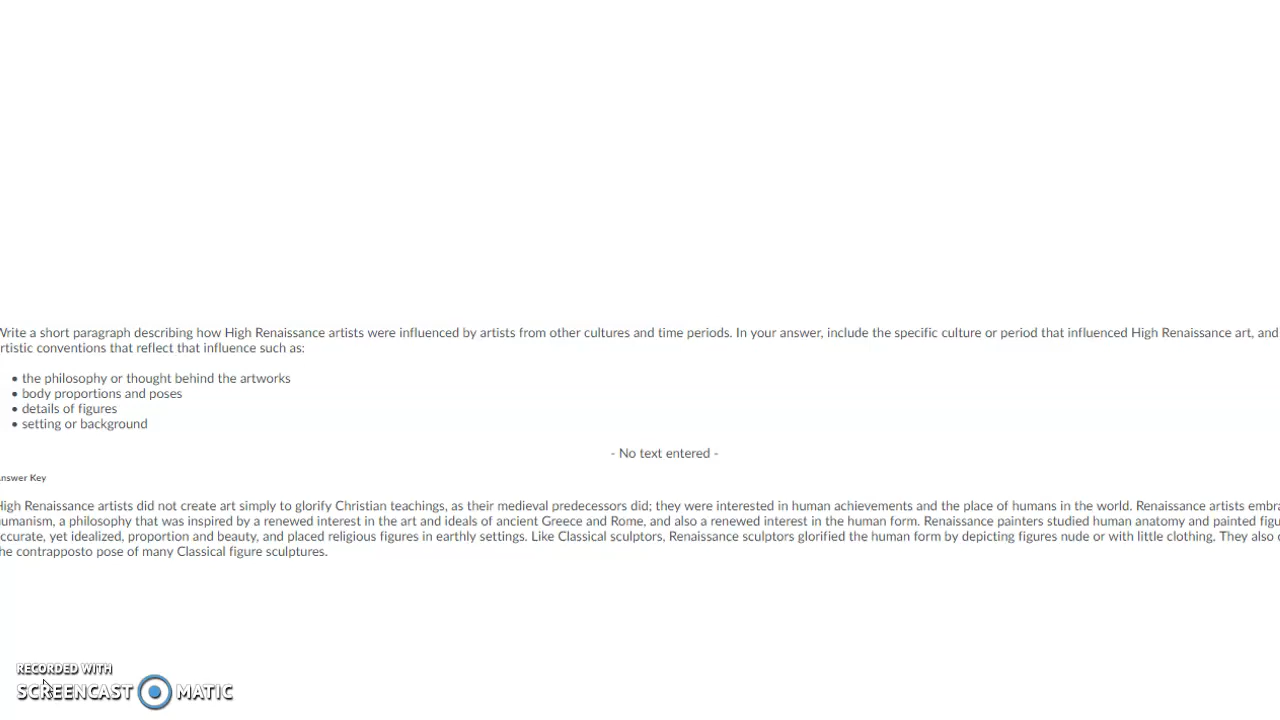 Write a short paragraph describing how High Renaissance artists were influenced by artists from other cultures and time periods. In your answer, include the specific culture or period that influenced High Renaissance art, and
rtistic conventions that reflect that influence such as:
• the philosophy or thought behind the artworks
• body proportions and poses
• details of figures
• setting or background
- No text entered -
nswer Key
High Renaissance artists did not create art simply to glorify Christian teachings, as their medieval predecessors did; they were interested in human achievements and the place of humans in the world. Renaissance artists embra
umanism, a philosophy that was inspired by a renewed interest in the art and ideals of ancient Greece and Rome, and also a renewed interest in the human form. Renaissance painters studied human anatomy and painted figu
ccurate, yet idealized, proportion and beauty, and placed religious figures in earthly settings. Like Classical sculptors, Renaissance sculptors glorified the human form by depicting figures nude or with little clothing. They also
he contrapposto pose of many Classical figure sculptures.
RECORDED WITH
SCREENCAST MATIC